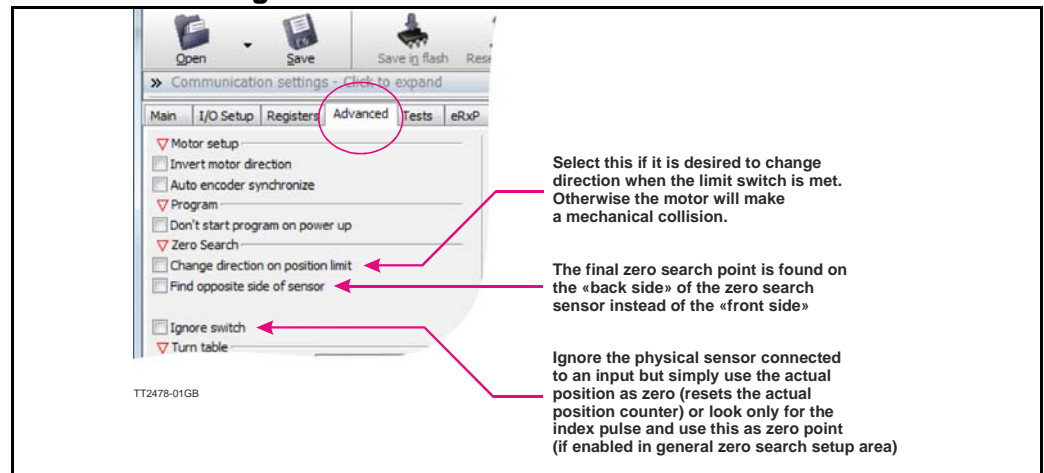 Open
Save
Save in flash
Rese
» Communication settings - Click to expand
Main I/O Setup Registers Advanced Tests eRxP
Motor setup
Invert motor direction
Auto encoder synchronize
Program
Don't start program on power up
Zero Search
Change direction on position limit
Find opposite side of sensor
Ignore switch
Turn table
Select this if it is desired to change
direction when the limit switch is met.
Otherwise the motor will make
a mechanical collision.
The final zero search point is found on
the «back side» of the zero search
sensor instead of the «front side»
Ignore the physical sensor connected
to an input but simply use the actual
position as zero (resets the actual
position counter) or look only for the
index pulse and use this as zero point
(if enabled in general zero search setup area)
TT2478-01GB